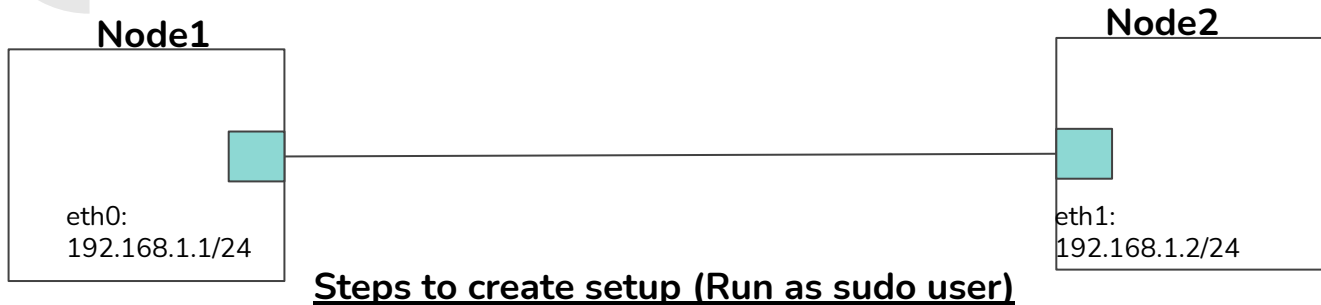 Node1
Node2
eth0:
192.168.1.1/24
eth1:
192.168.1.2/24
Steps to create setup (Run as sudo user)